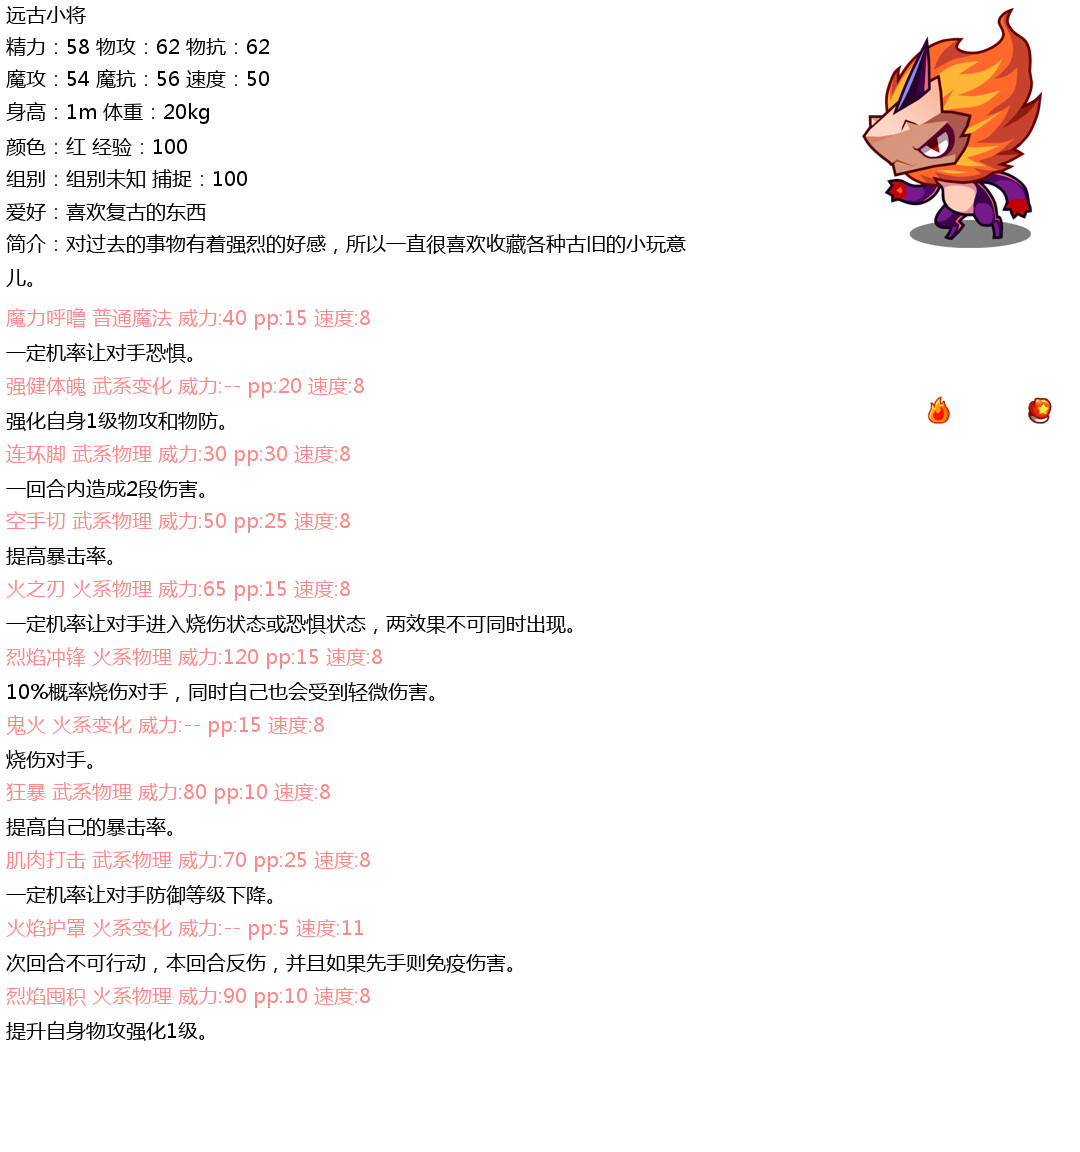 远古小将
精力：58 物攻：62 物抗：62
魔攻：54 魔抗：56 速度：50
身高：1m 体重：20kg
颜色：红 经验：100
组别：组别未知 捕捉：100
爱好：喜欢复古的东西
简介：对过去的事物有着强烈的好感，所以一直很喜欢收藏各种古旧的小玩意
儿。
魔力呼噜 普通魔法 威力:40 pp:15 速度:8
一定机率让对手恐惧。
强健体魄 武系变化 威力:-- pp:20 速度:8
强化自身1级物攻和物防。
连环脚 武系物理 威力:30 pp:30 速度:8
一回合内造成2段伤害。
空手切 武系物理 威力:50 pp:25 速度:8
提高暴击率。
火之刃 火系物理 威力:65 pp:15 速度:8
一定机率让对手进入烧伤状态或恐惧状态，两效果不可同时出现。
烈焰冲锋 火系物理 威力:120 pp:15 速度:8
10%概率烧伤对手，同时自己也会受到轻微伤害。
鬼火 火系变化 威力:-- pp:15 速度:8
烧伤对手。
狂暴 武系物理 威力:80 pp:10 速度:8
提高自己的暴击率。
肌肉打击 武系物理 威力:70 pp:25 速度:8
一定机率让对手防御等级下降。
火焰护罩 火系变化 威力:-- pp:5 速度:11
次回合不可行动，本回合反伤，并且如果先手则免疫伤害。
烈焰囤积 火系物理 威力:90 pp:10 速度:8
提升自身物攻强化1级。